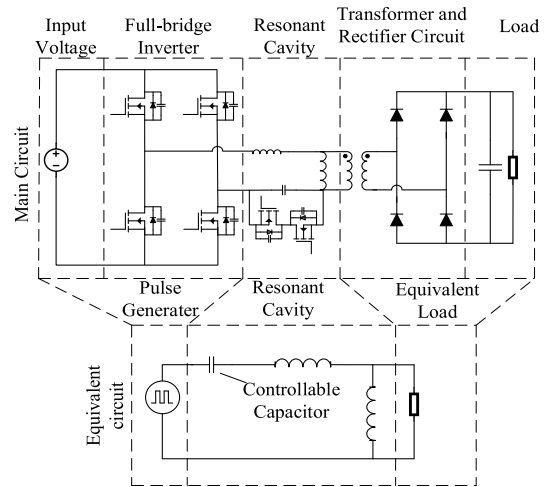 Input
Voltage
Full-bridge
Inverter
Resonant
Cavity
Transformer and
Rectifier Circuit
Load
Main Circuit
Pulse
Generater
Resonant
Cavity
Equivalent
Load
Equivalent
circuit
Controllable
Capacitor